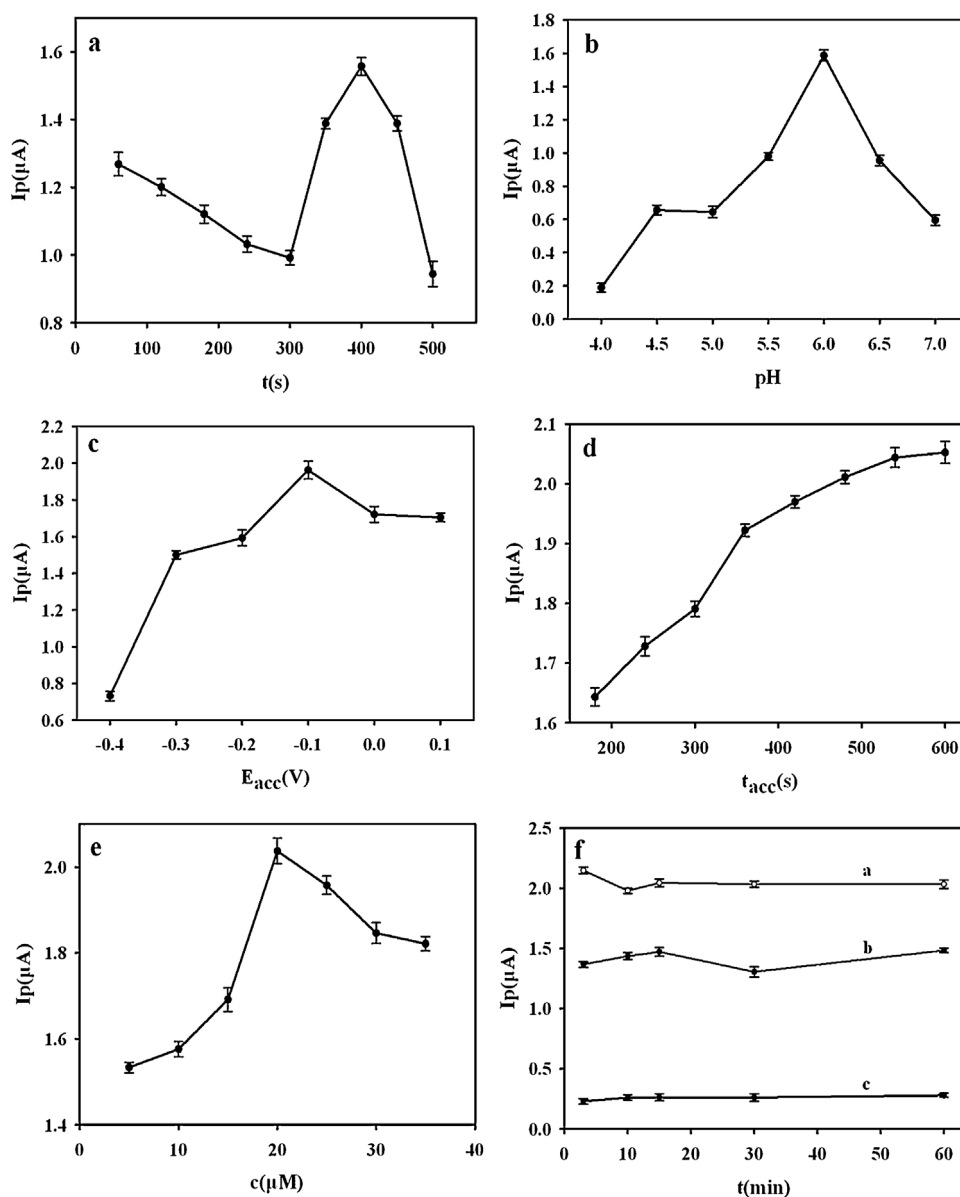 a
1.6
1.4
1.2
1.0
0.8
Ip(µA)
0 100 200 300 400 500
t(s)
b
1.8
1.6
1.4
1.2
1.0
0.8
0.6
0.4
0.2
0.0
Ip(µA)
4.0 4.5 5.0 5.5 6.0 6.5 7.0
pH
c
2.2
2.0
1.8
1.6
1.4
1.2
1.0
0.8
0.6
Ip(µA)
-0.4 -0.3 -0.2 -0.1 0.0 0.1
Eacc(V)
d
2.1
2.0
1.9
1.8
1.7
1.6
Ip(µA)
200 300 400 500 600
tacc(s)
e
2.0
1.8
1.6
1.4
Ip(µA)
0 10 20 30 40
c(µM)
f
2.5
2.0
1.5
1.0
0.5
0.0
Ip(µA)
a
b
c
0 10 20 30 40 50 60
t(min)